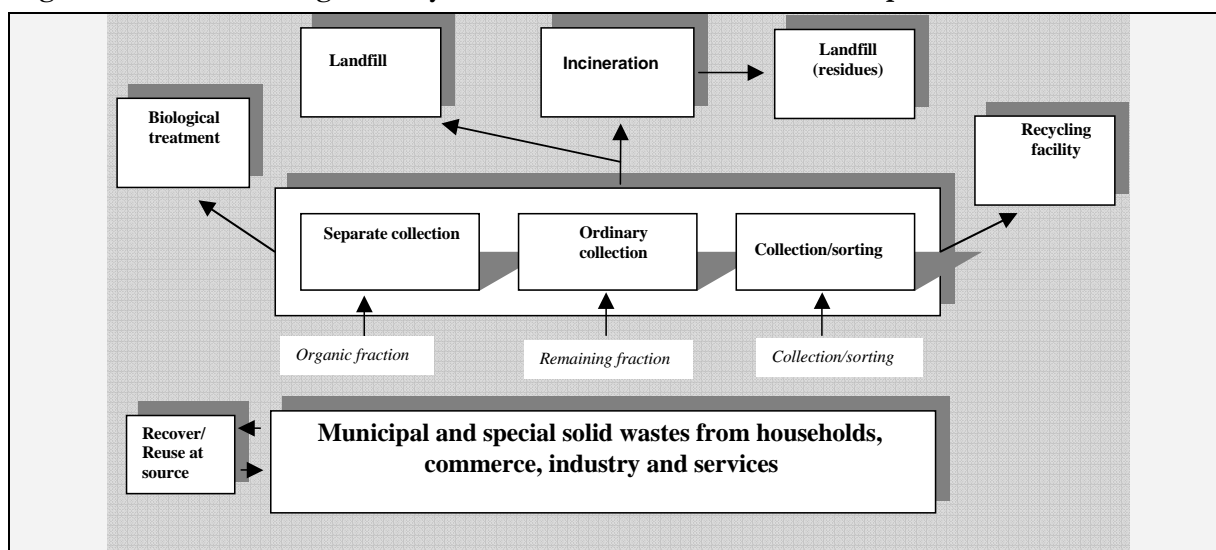 Landfill
Incineration
Landfill
(residues)
Biological
treatment
Recycling
facility
Separate collection
Ordinary
collection
Collection/sorting
Organic fraction
Remaining fraction
Collection/sorting
Recover/
Reuse at
source
Municipal and special solid wastes from households,
commerce, industry and services